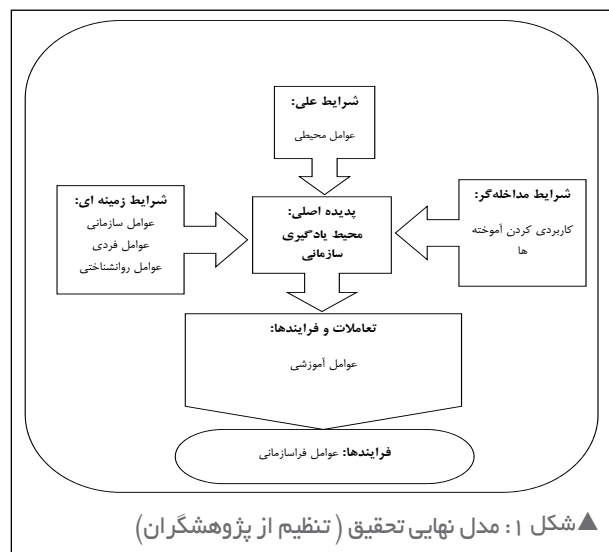 شرایط علی:
عوامل محیطی
شرایط مداخله‌گر:
کاربردی کردن آموخته
ها
پدیده اصلی:
محیط یادگیری
سازمانی
شرایط زمینه ای:
عوامل سازمانی
عوامل فردی
عوامل روانشناختی
تعاملات و فرایندها:
عوامل آموزشی
فرایندها: عوامل فراسازمانی
▲شکل ۱: مدل نهایی تحقیق (تنظیم از پژوهشگران)